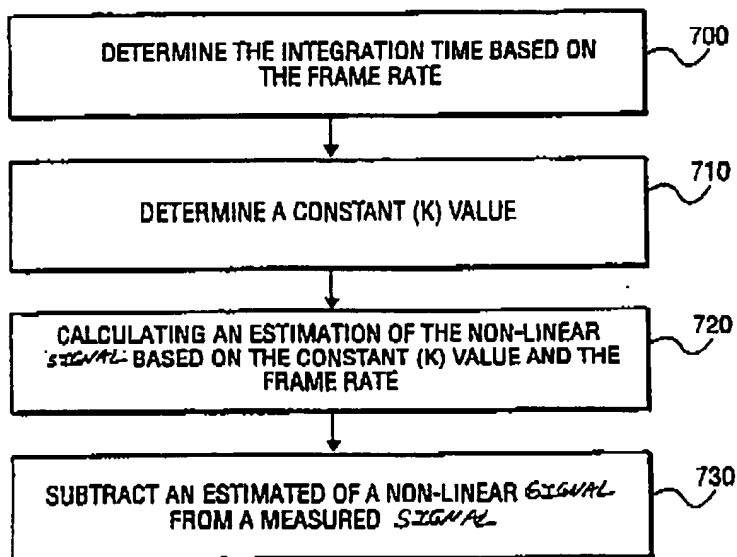 DETERMINE THE INTEGRATION TIME BASED ON
THE FRAME RATE
700
DETERMINE A CONSTANT (K) VALUE
710
CALCULATING AN ESTIMATION OF THE NON-LINEAR
SIGNAL BASED ON THE CONSTANT (K) VALUE AND THE
FRAME RATE
720
SUBTRACT AN ESTIMATED OF A NON-LINEAR SIGNAL
FROM A MEASURED SIGNAL
730